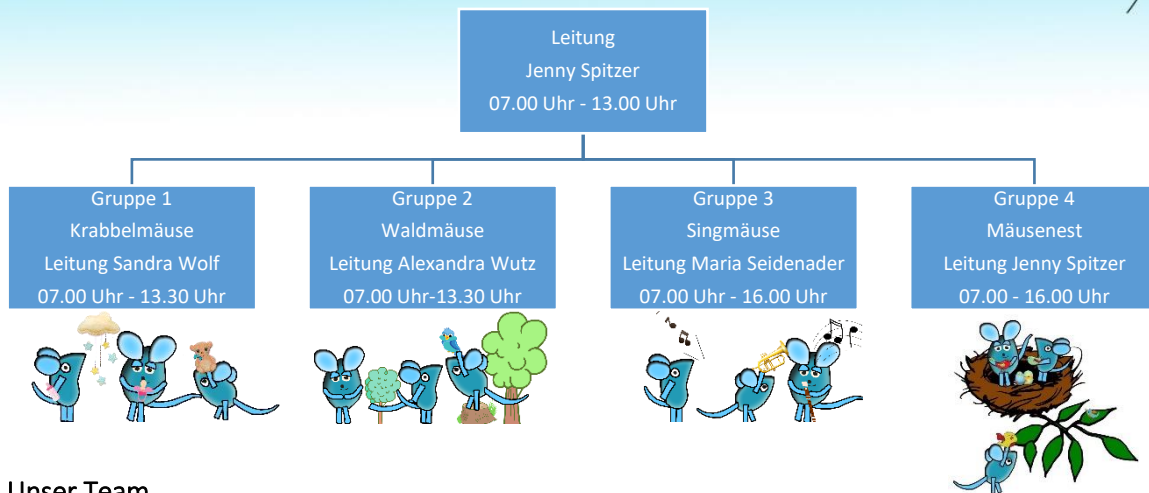 Leitung
Jenny Spitzer
07.00 Uhr - 13.00 Uhr
Gruppe 1
Krabbelmäuse
Leitung Sandra Wolf
07.00 Uhr - 13.30 Uhr
Gruppe 2
Waldmäuse
Leitung Alexandra Wutz
07.00 Uhr-13.30 Uhr
Gruppe 3
Singmäuse
Leitung Maria Seidenader
07.00 Uhr - 16.00 Uhr
Gruppe 4
Mäusenest
Leitung Jenny Spitzer
07.00 - 16.00 Uhr
Unser Team